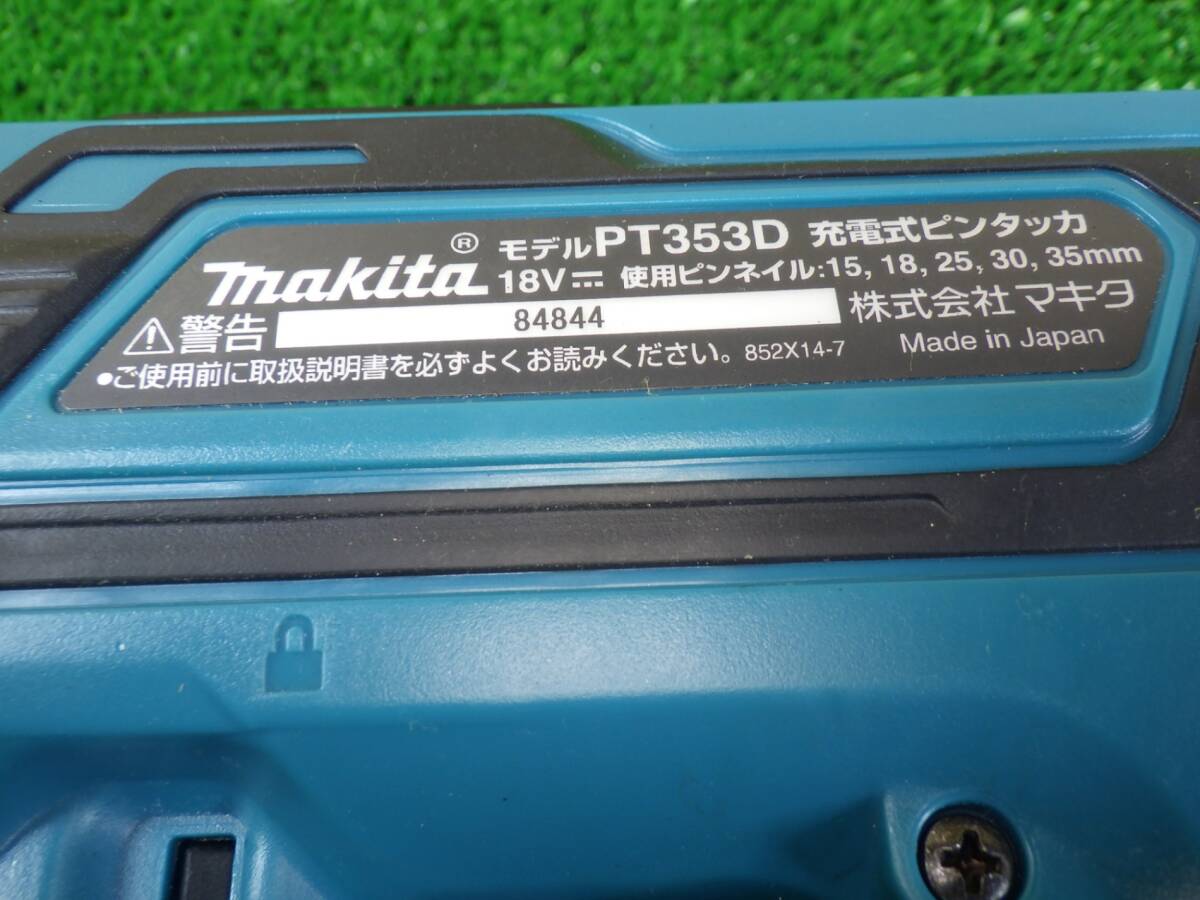 makita® モデルPT353D 充電式ピンタッカ
18V⎓ 使用ピンネイル:15, 18, 25, 30, 35mm
⚠警告 84844 株式会社マキタ
●ご使用前に取扱説明書を必ずよくお読みください。 852X14-7 Made in Japan